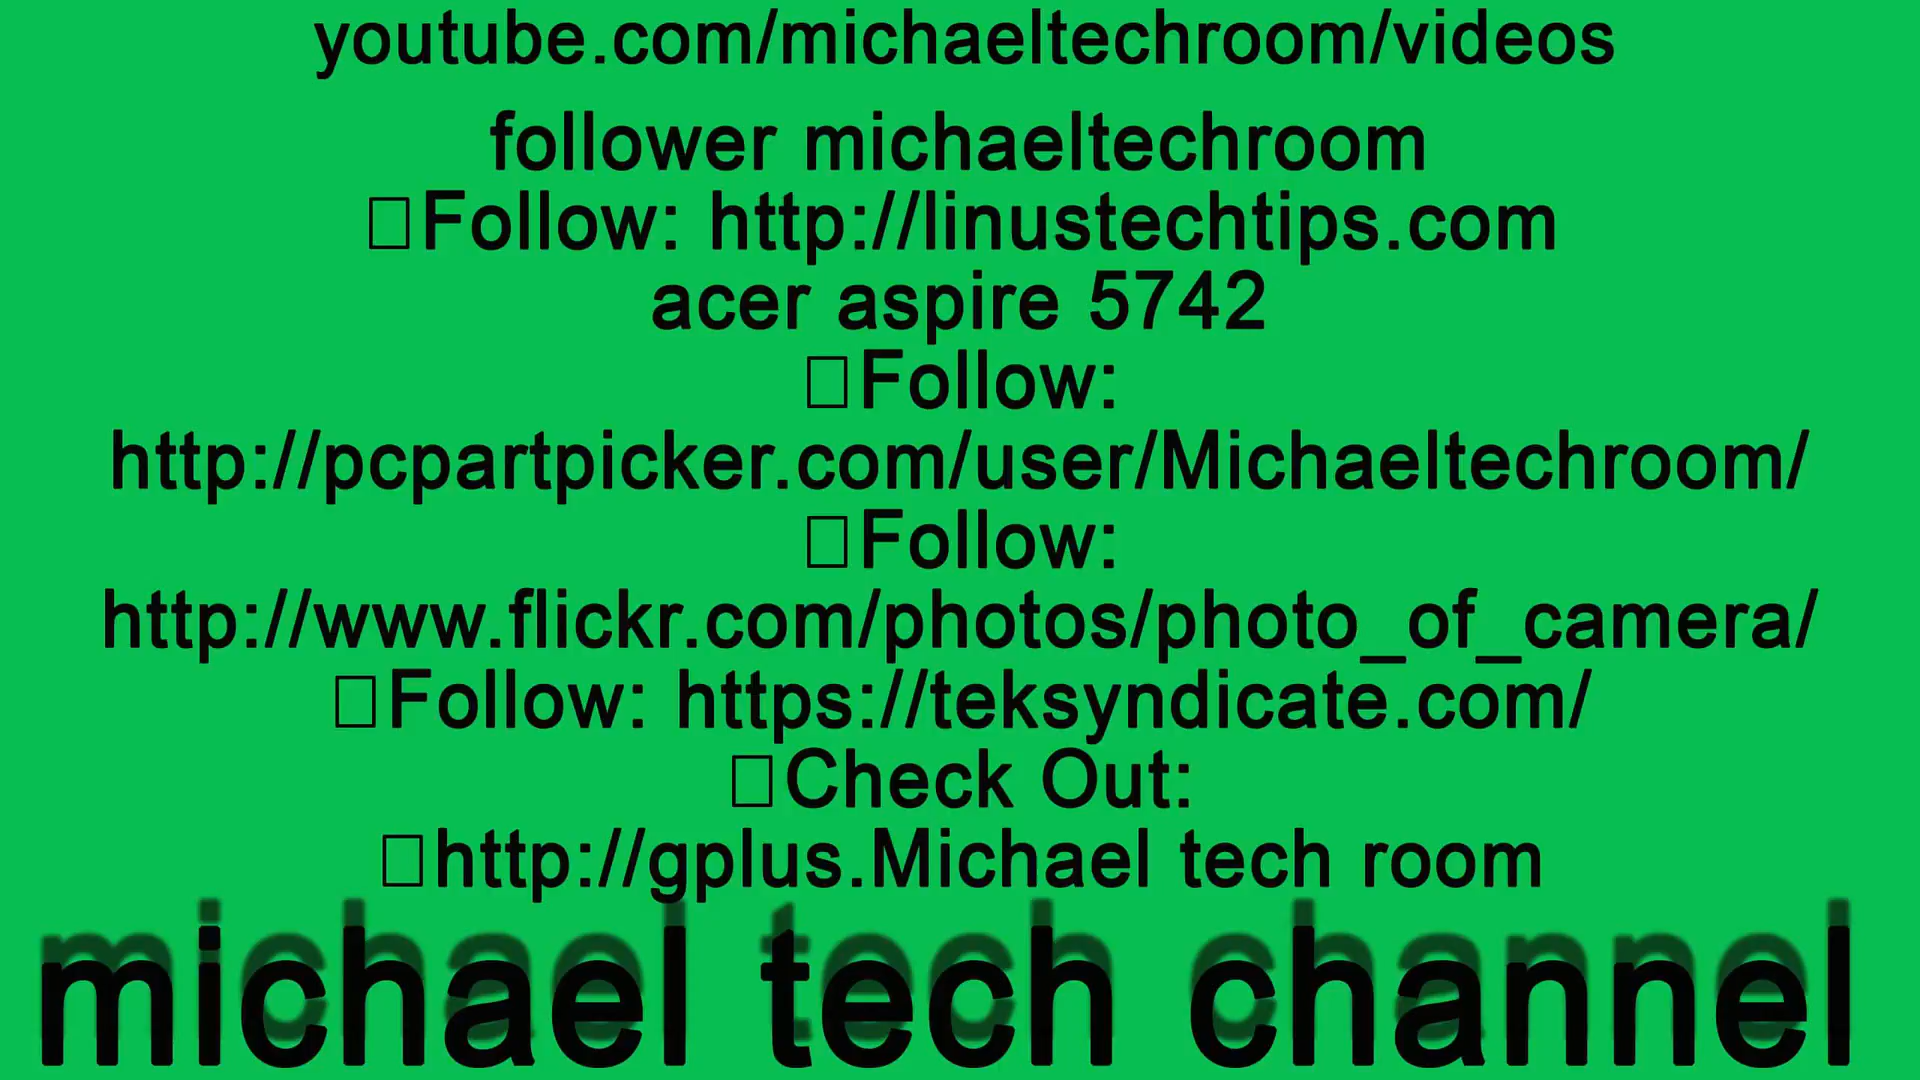 youtube.com/michaeltechroom/videos
follower michaeltechroom
□Follow: http://linustechtips.com
acer aspire 5742
□Follow:
http://pcpartpicker.com/user/Michaeltechroom/
□Follow:
http://www.flickr.com/photos/photo_of_camera/
□Follow: https://teksyndicate.com/
□Check Out:
□http://gplus.Michael tech room
michael tech channel